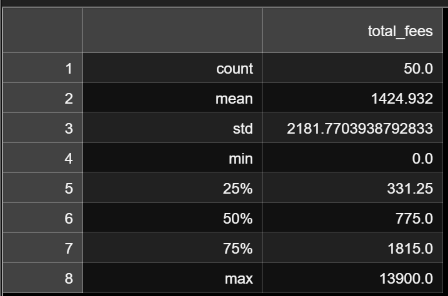 total_fees
1 count 50.0
2 mean 1424.932
3 std 2181.7703938792833
4 min 0.0
5 25% 331.25
6 50% 775.0
7 75% 1815.0
8 max 13900.0